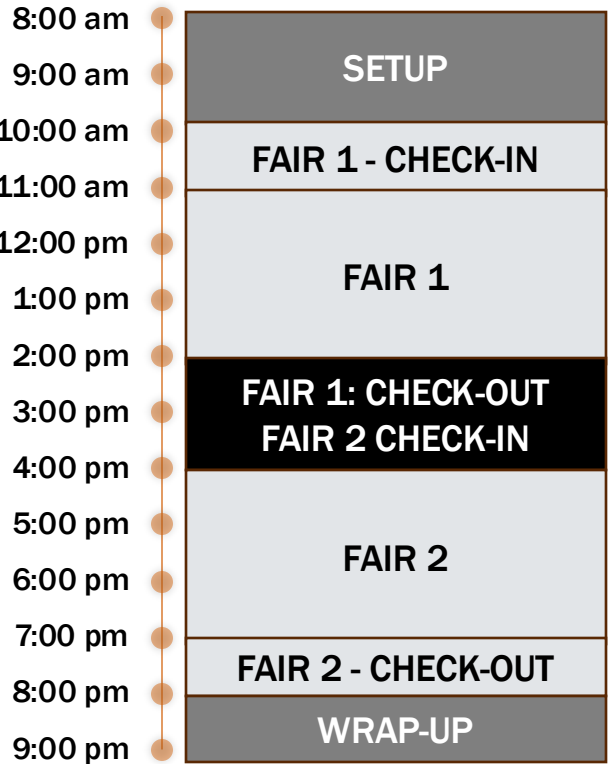 8:00 am
SETUP
9:00 am
10:00 am
FAIR 1 - CHECK-IN
11:00 am
12:00 pm
FAIR 1
1:00 pm
2:00 pm
FAIR 1: CHECK-OUT
3:00 pm
FAIR 2 CHECK-IN
4:00 pm
5:00 pm
FAIR 2
6:00 pm
7:00 pm
FAIR 2 - CHECK-OUT
8:00 pm
WRAP-UP
9:00 pm